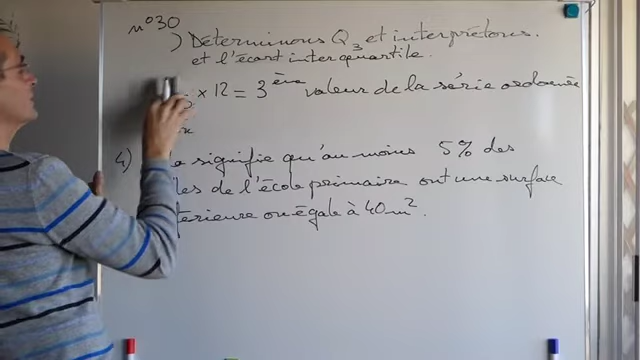 n°30
) Déterminons Q3 et interprétons.
et l'écart interquartile.
× 12 = 3ème valeur de la série ordonnée
4) a signifie qu'au moins 5% des
les de l'école primaire ont une surface
férieure ou égale à 40 m².